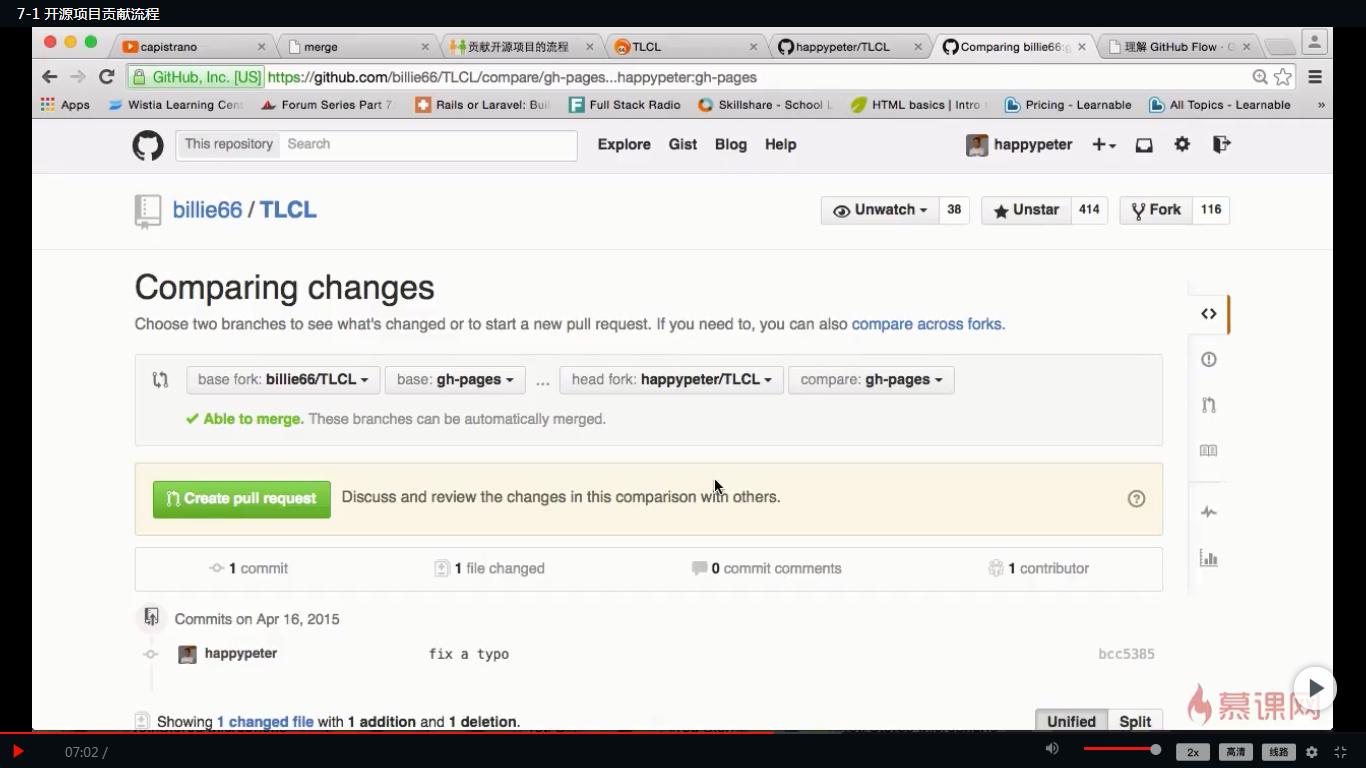 7-1 开源项目贡献流程
capistrano merge 贡献开源项目的流程 TLCL happypeter/TLCL Comparing billie66:g 理解 GitHub Flow · G
GitHub, Inc. [US] https://github.com/billie66/TLCL/compare/gh-pages...happypeter:gh-pages
Apps Wistia Learning Cent Forum Series Part 7 Rails or Laravel: Buil Full Stack Radio Skillshare - School HTML basics | Intro Pricing - Learnable All Topics - Learnable »
This repository Search Explore Gist Blog Help happypeter
billie66 / TLCL Unwatch 38 Unstar 414 Fork 116
Comparing changes
Choose two branches to see what's changed or to start a new pull request. If you need to, you can also compare across forks.
base fork: billie66/TLCL base: gh-pages ... head fork: happypeter/TLCL compare: gh-pages
Able to merge. These branches can be automatically merged.
Create pull request Discuss and review the changes in this comparison with others.
1 commit 1 file changed 0 commit comments 1 contributor
Commits on Apr 16, 2015
happypeter fix a typo bcc5385
慕课网
Showing 1 changed file with 1 addition and 1 deletion. Unified Split
07:02 / 2x 高清 线路